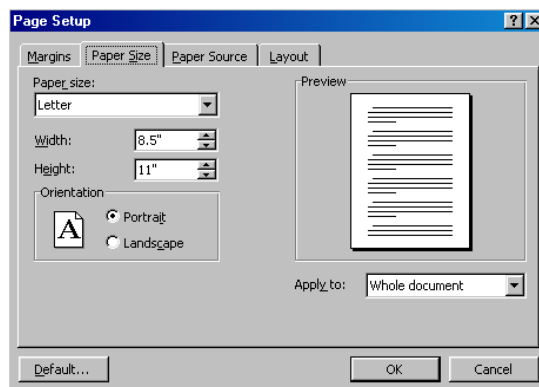 Page Setup
Margins
Paper Size
Paper Source
Layout
Paper size:
Letter
Width:
8.5"
Height:
11"
Orientation
A
Portrait
Landscape
Preview
Apply to:
Whole document
Default...
OK
Cancel